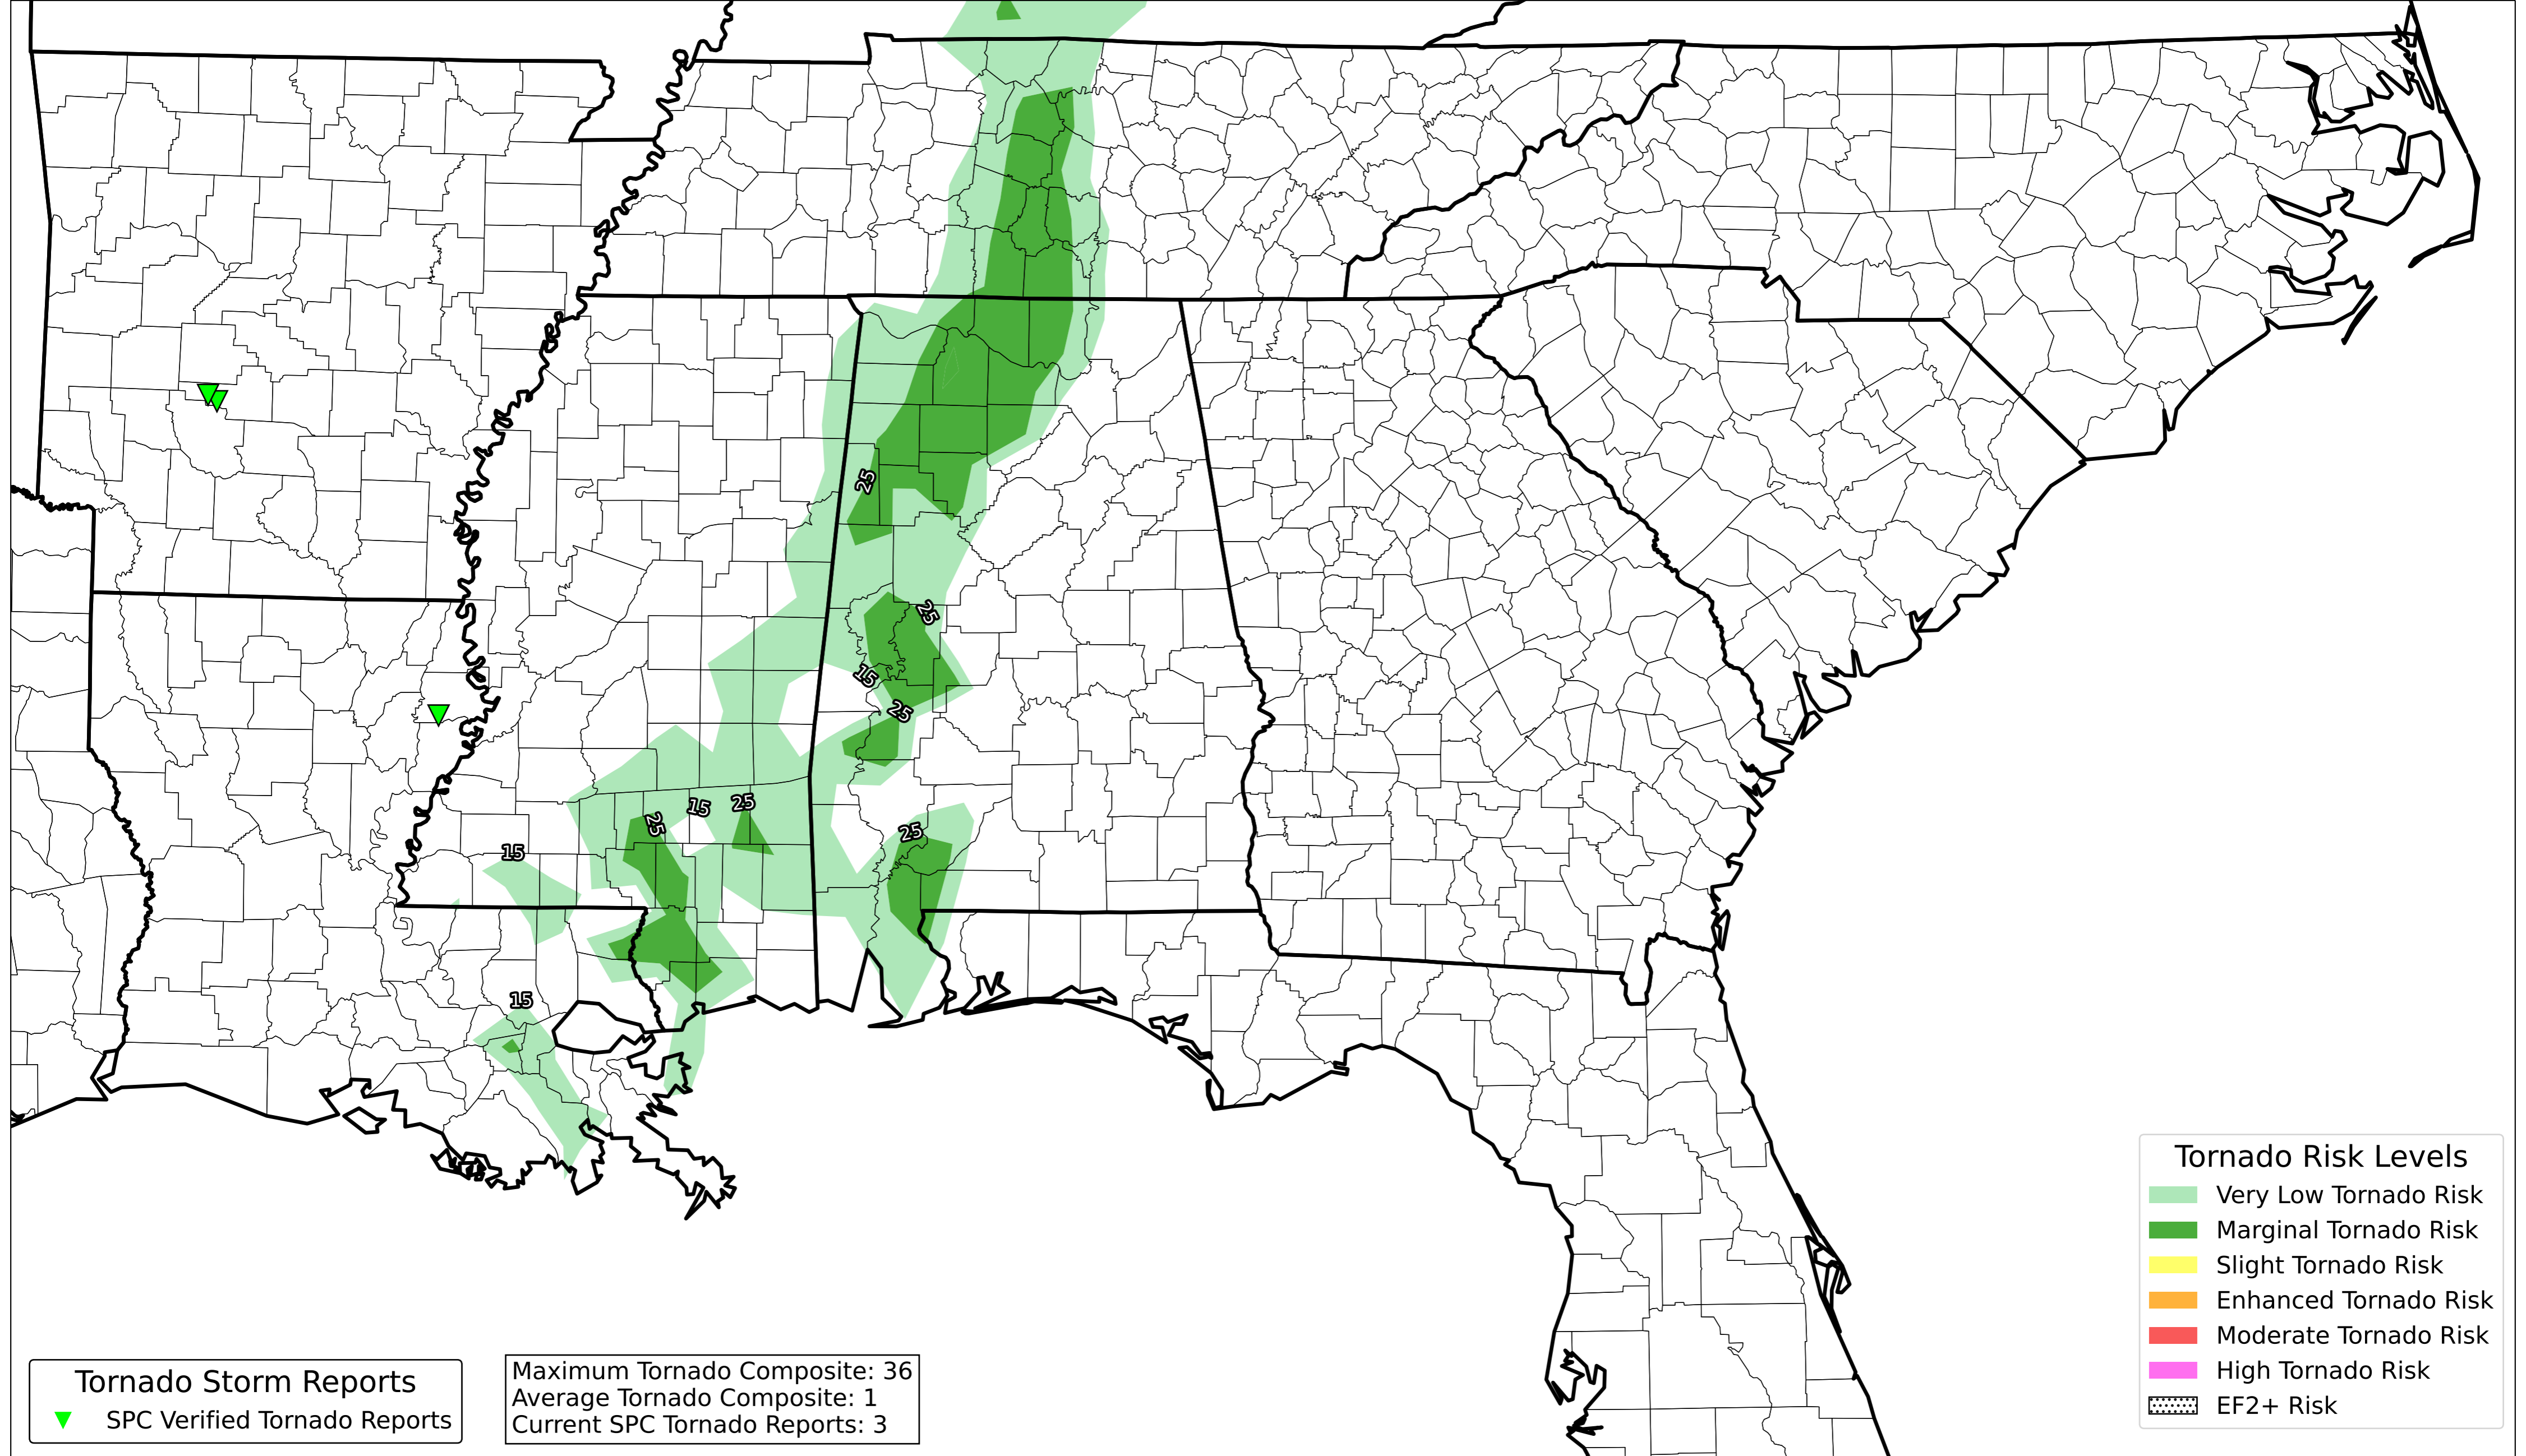 25
25
15
25
15
25
25
25
15
15
Tornado Risk Levels
Very Low Tornado Risk
Marginal Tornado Risk
Slight Tornado Risk
Enhanced Tornado Risk
Moderate Tornado Risk
High Tornado Risk
EF2+ Risk
Tornado Storm Reports
SPC Verified Tornado Reports
Maximum Tornado Composite: 36
Average Tornado Composite: 1
Current SPC Tornado Reports: 3